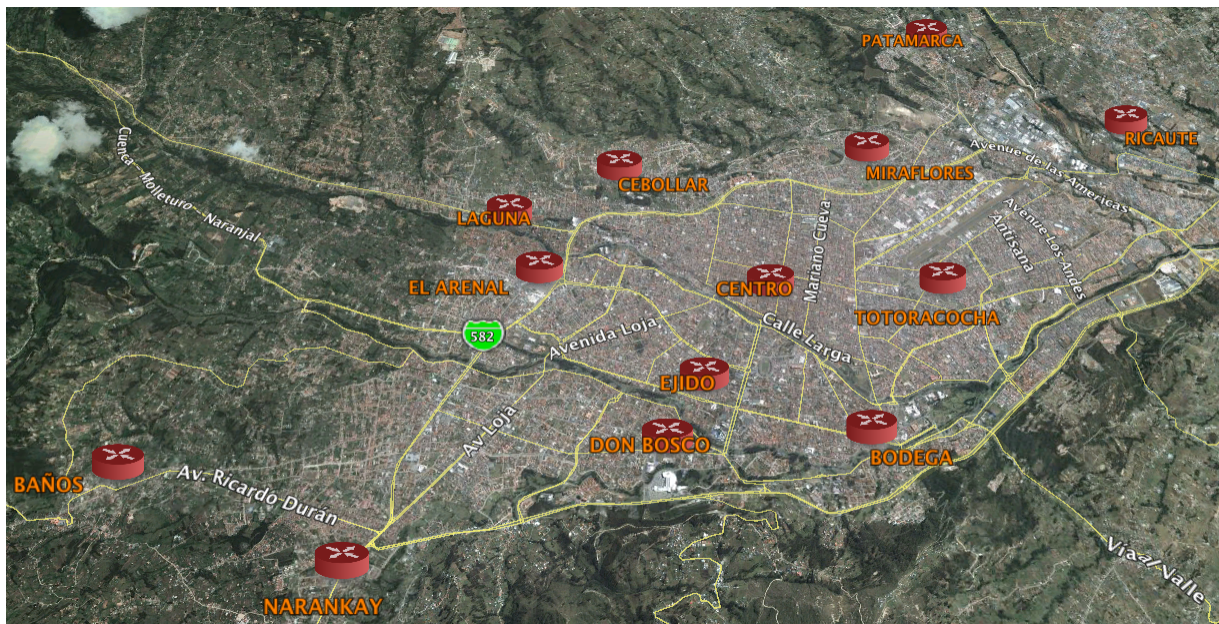 PATAMARCA
RICAUTE
Cuenca - Molleturo - Naranjal
Avenue de las Americas
MIRAFLORES
CEBOLLAR
LAGUNA
Mariano Cueva
Avenue Los Andes
Antisana
EL ARENAL
CENTRO
TOTORACOCHA
582
Avenida Loja
Calle Larga
EJIDO
Av Loja
DON BOSCO
BODEGA
BAÑOS
Av. Ricardo Durán
NARANKAY
Via al Valle